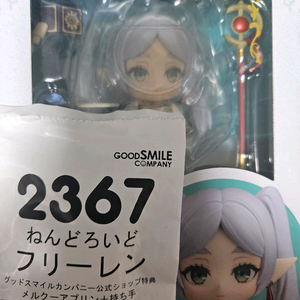 GOODSMILE
COMPANY
2367
ねんどろいど
フリーレン
グッドスマイルカンパニー公式ショップ特典
メルクーアプリン+持ち手